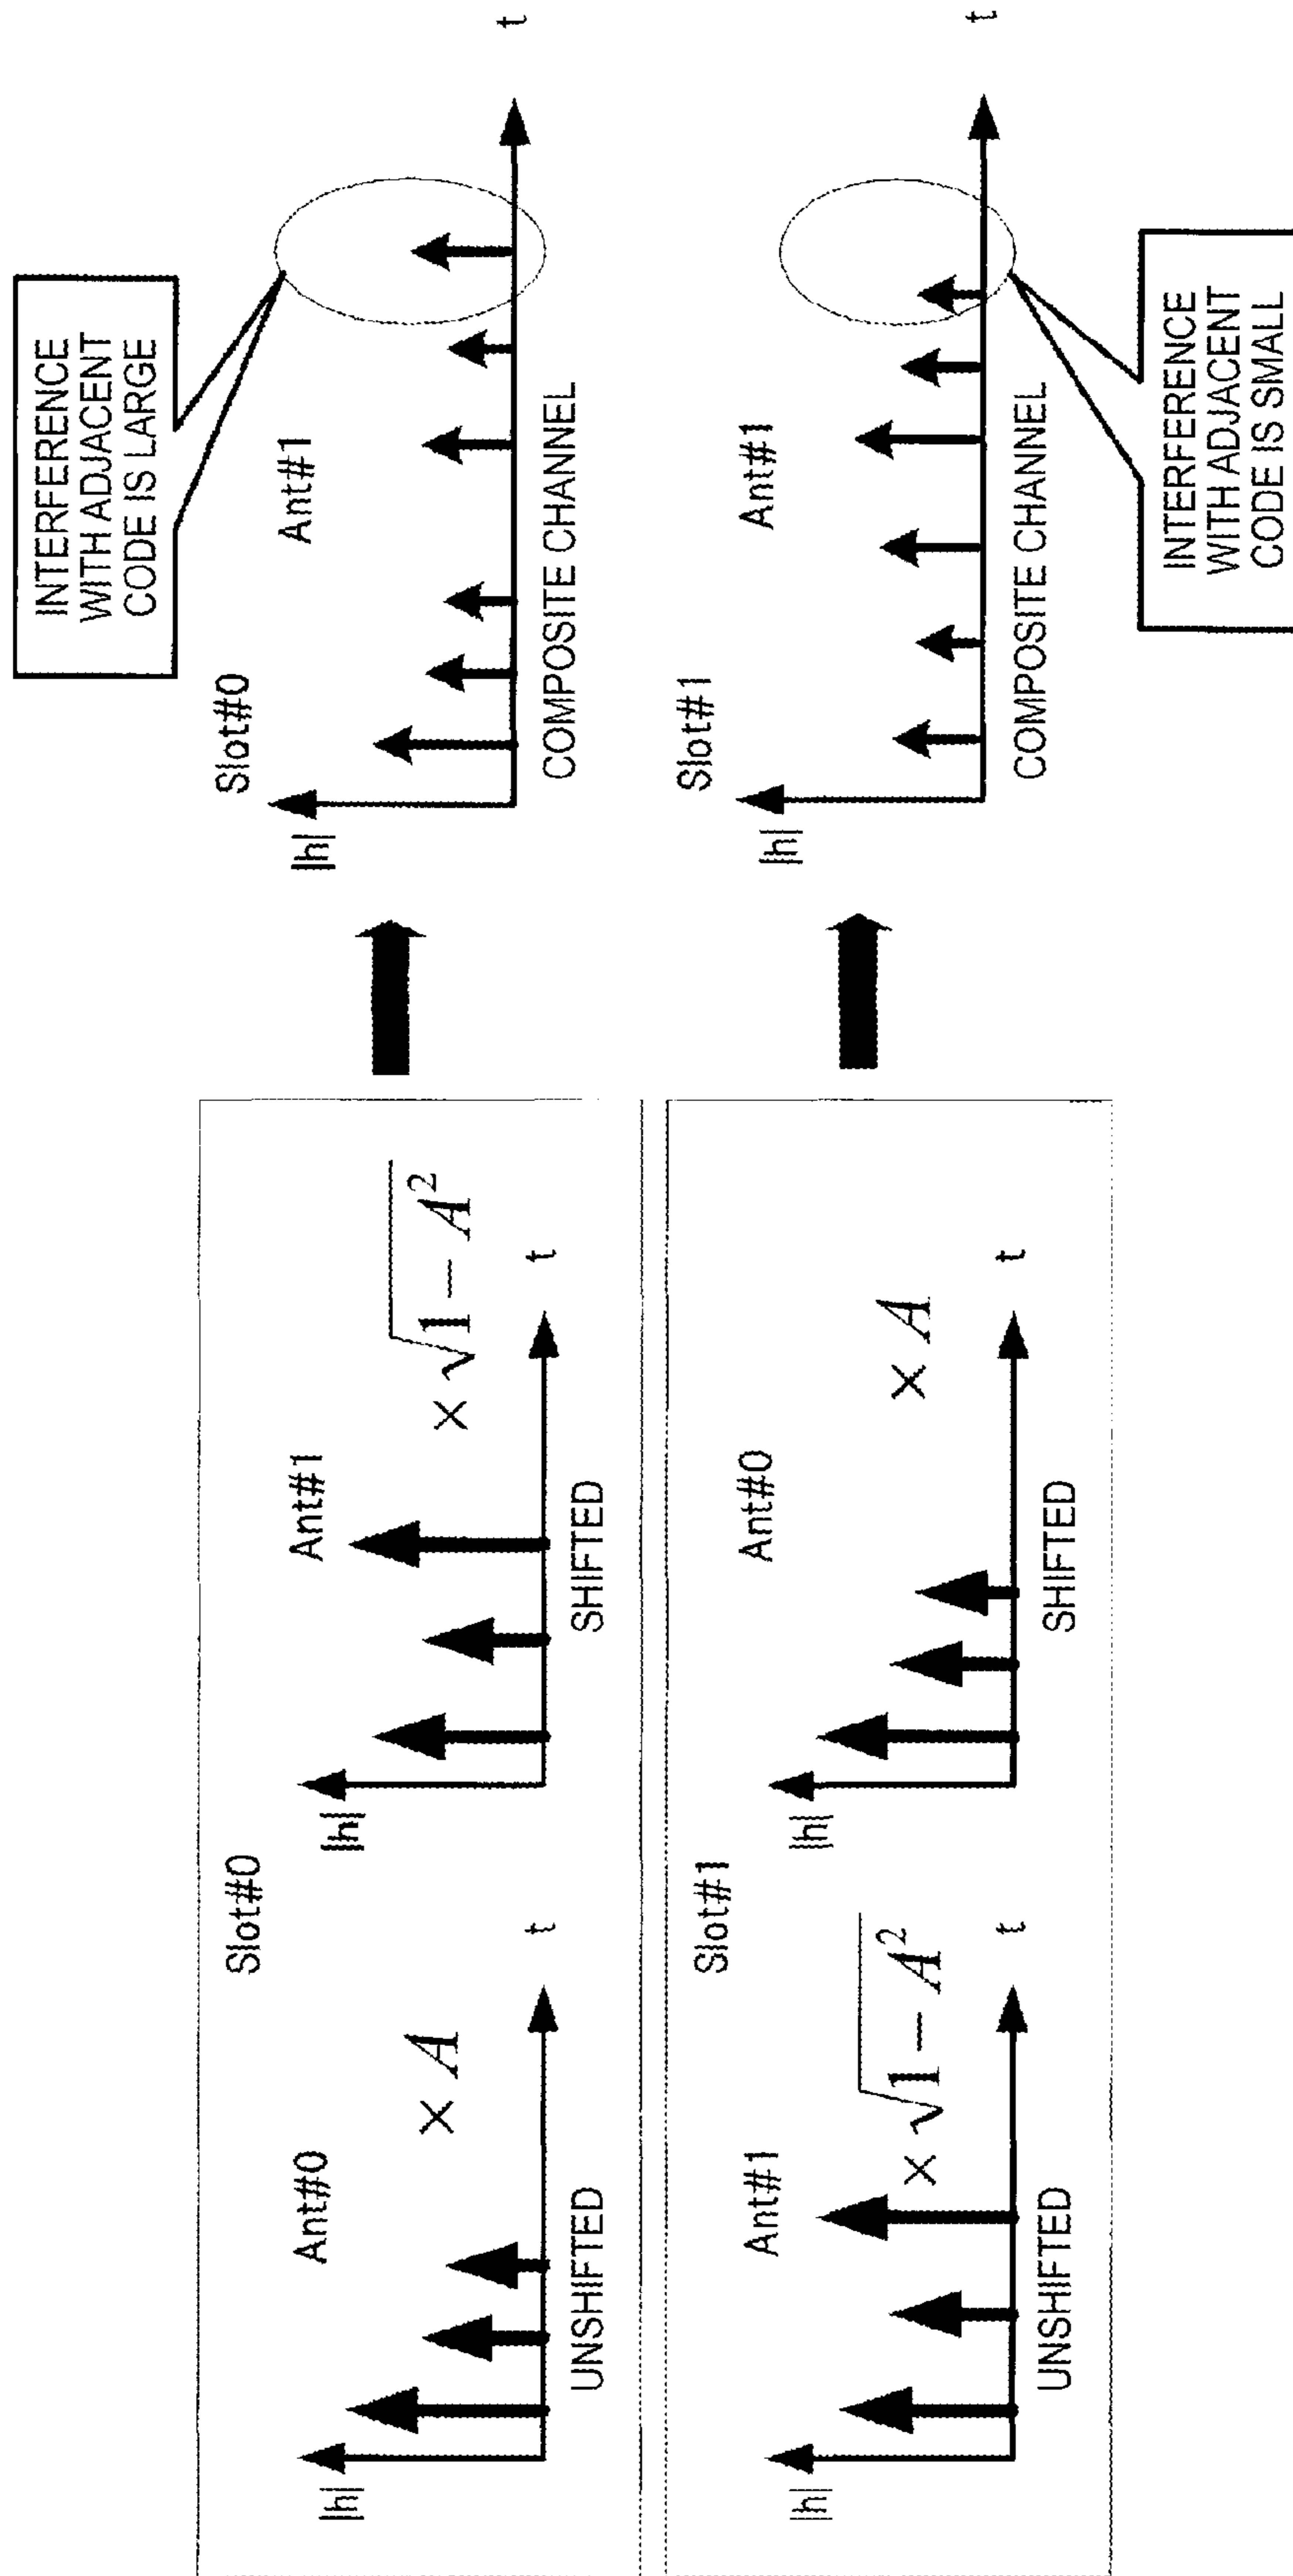 Slot#0
|h|
Ant#0
× A
t
UNSHIFTED
|h|
Ant#1
× √1 − A²
t
SHIFTED
INTERFERENCE
WITH ADJACENT
CODE IS LARGE
Slot#0
|h|
Ant#1
t
COMPOSITE CHANNEL
Slot#1
|h|
Ant#1
× √1 − A²
t
UNSHIFTED
|h|
Ant#0
× A
t
SHIFTED
Slot#1
|h|
Ant#1
t
COMPOSITE CHANNEL
INTERFERENCE
WITH ADJACENT
CODE IS SMALL